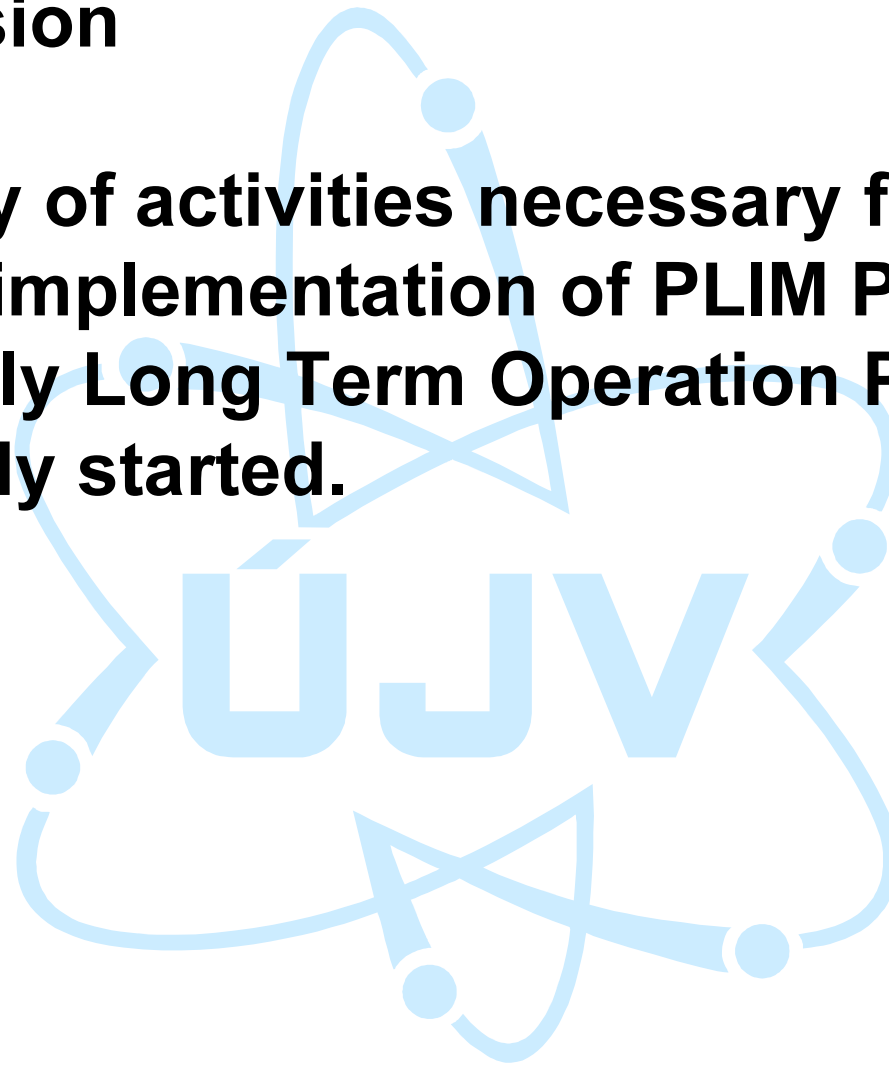 sion
y of activities necessary f
implementation of PLIM P
ly Long Term Operation
ly started.
ÚJV